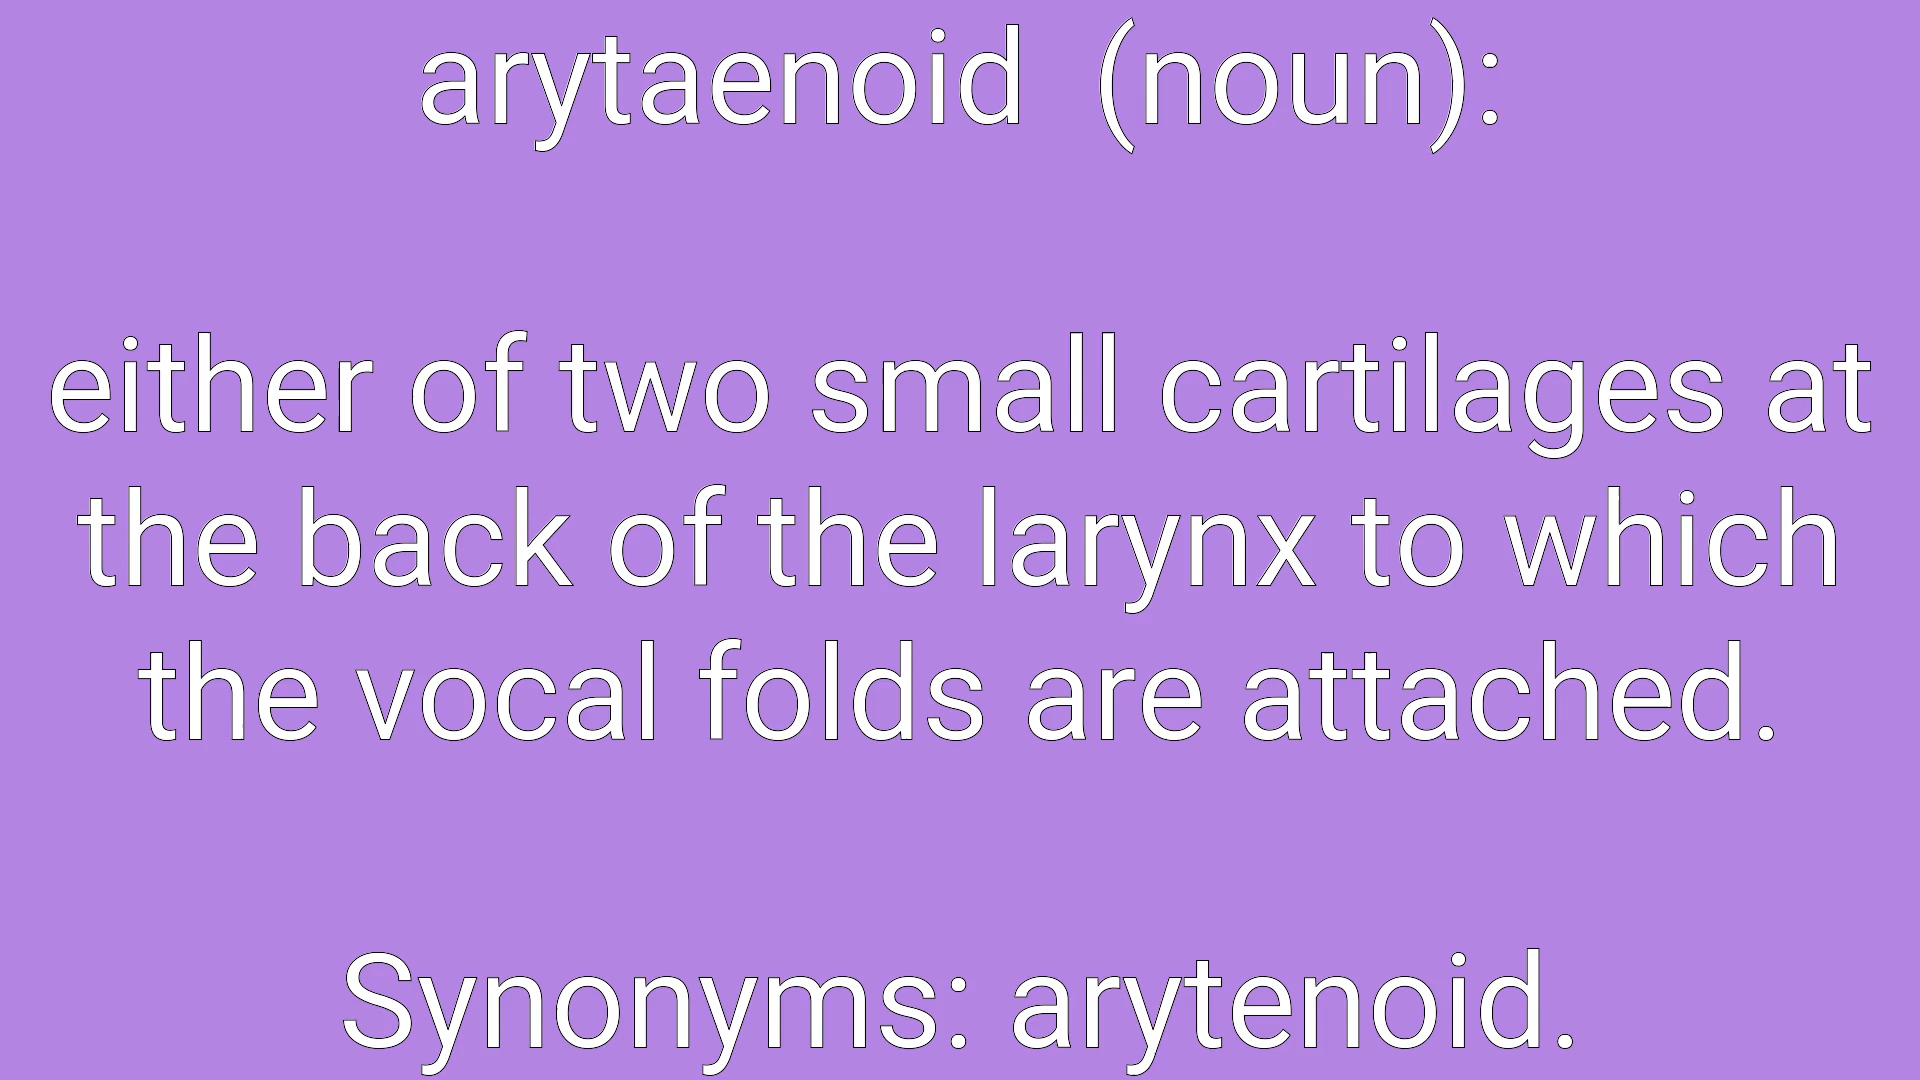 arytaenoid  (noun):
either of two small cartilages at
the back of the larynx to which
the vocal folds are attached.
Synonyms: arytenoid.